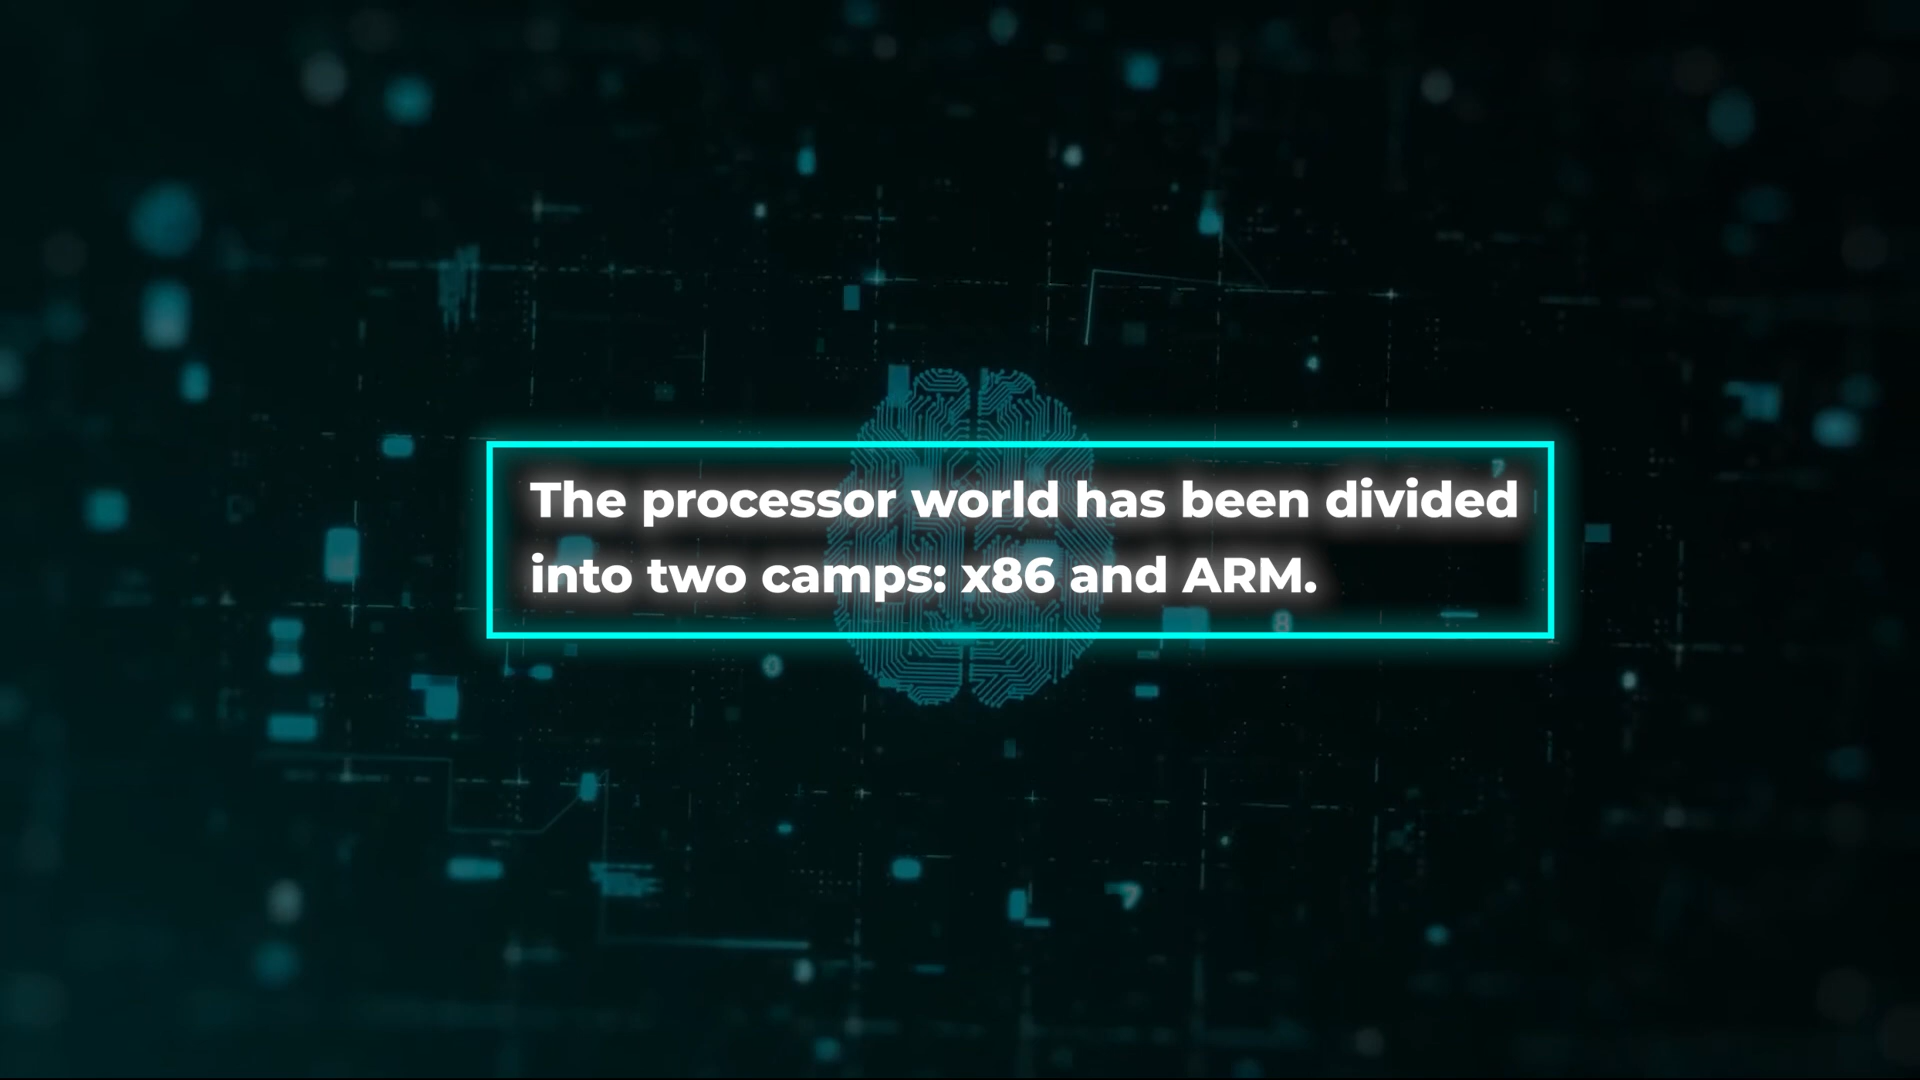 The processor world has been divided
into two camps: x86 and ARM.